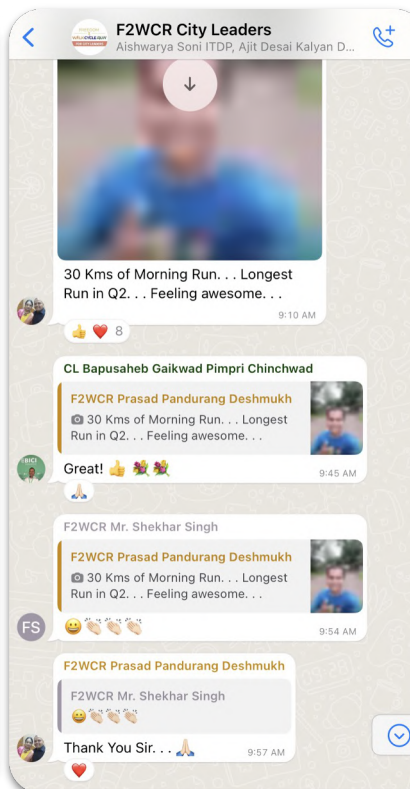 F2WCR City Leaders
Aishwarya Soni ITDP, Ajit Desai Kalyan D...
30 Kms of Morning Run. . . Longest
Run in Q2. . . Feeling awesome. . .
9:10 AM
👍 ❤️ 8
CL Bapusaheb Gaikwad Pimpri Chinchwad
F2WCR Prasad Pandurang Deshmukh
30 Kms of Morning Run. . . Longest
Run in Q2. . . Feeling awesome. . .
Great! 👍 💐 💐
9:45 AM
🙏🏻
F2WCR Mr. Shekhar Singh
F2WCR Prasad Pandurang Deshmukh
30 Kms of Morning Run. . . Longest
Run in Q2. . . Feeling awesome. . .
FS
😀👏🏻👏🏻👏🏻
9:54 AM
F2WCR Prasad Pandurang Deshmukh
F2WCR Mr. Shekhar Singh
😀👏🏻👏🏻👏🏻
Thank You Sir. . . 🙏🏻
9:57 AM
❤️